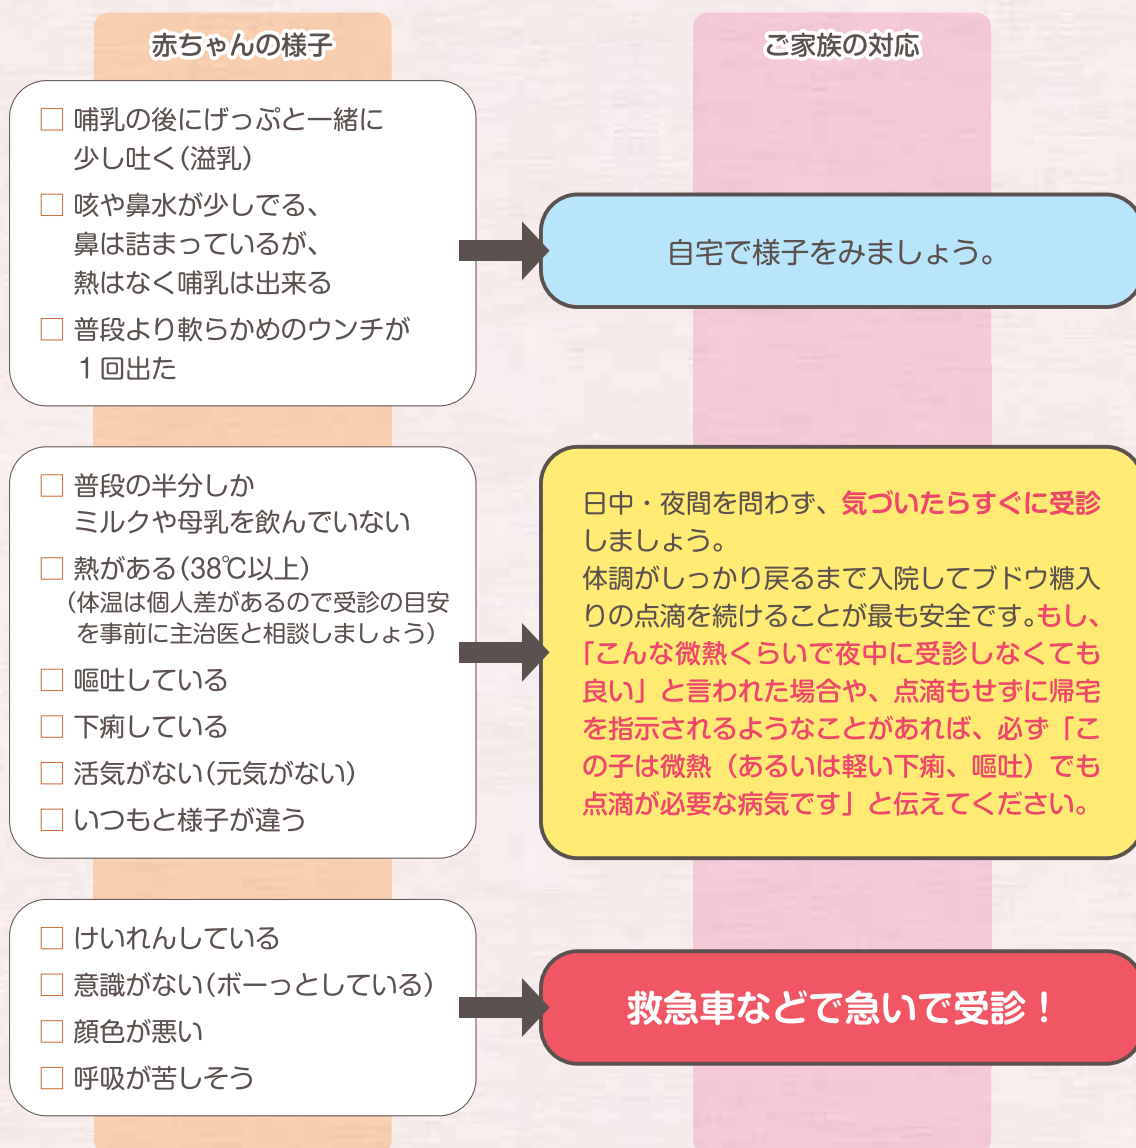 赤ちゃんの様子
ご家族の対応
□ 哺乳の後にげっぷと一緒に
少し吐く(溢乳)
□ 咳や鼻水が少しでる、
鼻は詰まっているが、
熱はなく哺乳は出来る
□ 普段より軟らかめのウンチが
1回出た
自宅で様子をみましょう。
□ 普段の半分しか
ミルクや母乳を飲んでいない
□ 熱がある(38℃以上)
(体温は個人差があるので受診の目安
を事前に主治医と相談しましょう)
□ 嘔吐している
□ 下痢している
□ 活気がない(元気がない)
□ いつもと様子が違う
日中・夜間を問わず、気づいたらすぐに受診
しましょう。
体調がしっかり戻るまで入院してブドウ糖入
りの点滴を続けることが最も安全です。もし、
「こんな微熱くらいで夜中に受診しなくても
良い」と言われた場合や、点滴もせずに帰宅
を指示されるようなことがあれば、必ず「こ
の子は微熱（あるいは軽い下痢、嘔吐）でも
点滴が必要な病気です」と伝えてください。
□ けいれんしている
□ 意識がない(ボーっとしている)
□ 顔色が悪い
□ 呼吸が苦しそう
救急車などで急いで受診！